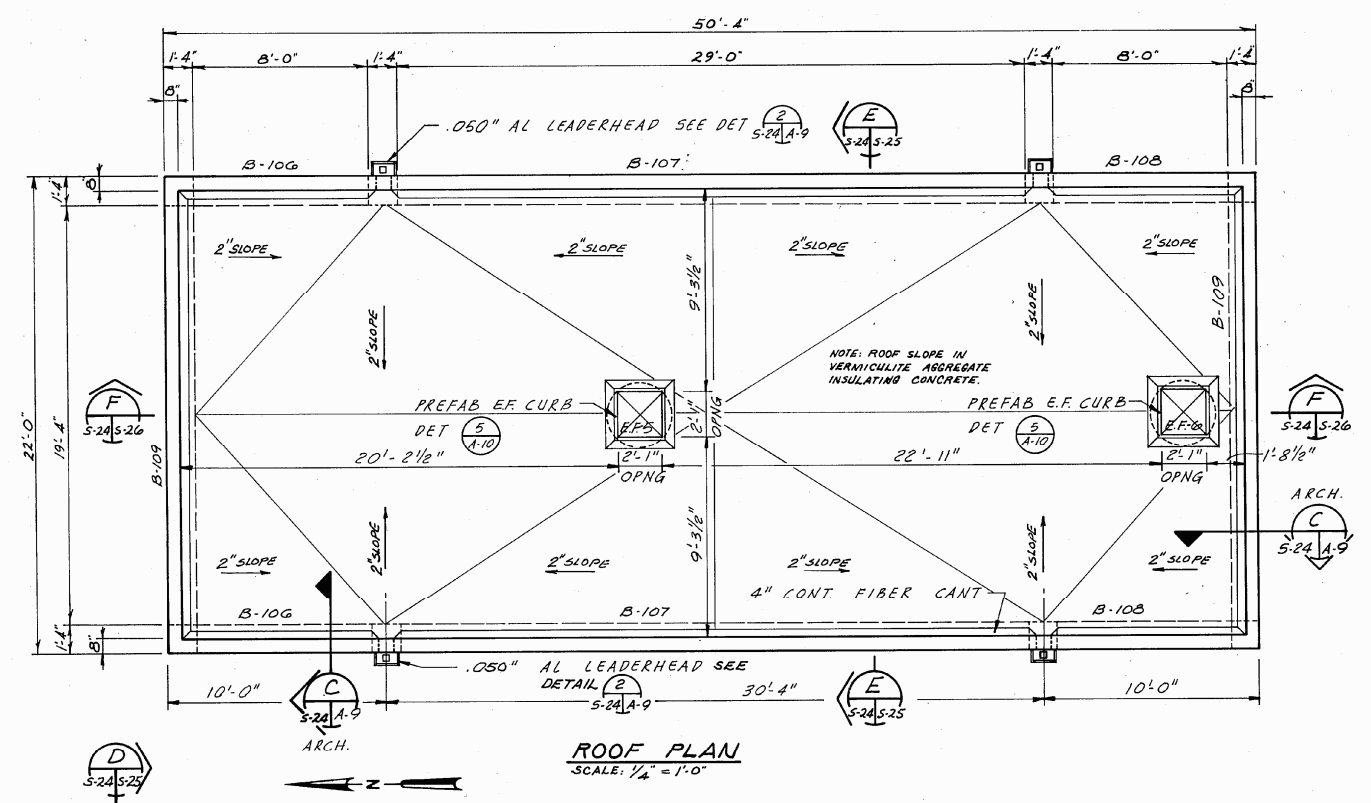 50'-4"
1'-4" 8'-0" 1'-4" 29'-0" 1'-4" 8'-0" 1'-4"
8" 8"
.050" AL LEADERHEAD SEE DET 2 S-24 A-9
E S-24 S-25
B-106 B-107 B-108
1'-4" 8"
2" SLOPE 2" SLOPE 2" SLOPE 2" SLOPE
B-109
9'-3½"
2" SLOPE 2" SLOPE
NOTE: ROOF SLOPE IN
VERMICULITE AGGREGATE
INSULATING CONCRETE.
F S-24 S-26
PREFAB E.F. CURB
DET 5 A-10
E.F.5
2'-1" OPNG
PREFAB E.F. CURB
DET 5 A-10
E.F-6
F S-24 S-26
22'-0" 19'-4"
B-109
20'-2½" 2'-1" 22'-11" 2'-1" 1'-8½"
OPNG OPNG
ARCH.
C S-24 A-9
9'-3½"
2" SLOPE 2" SLOPE
2" SLOPE 2" SLOPE 2" SLOPE 2" SLOPE
4" CONT FIBER CANT
B-106 B-107 B-108
1'-4" 8"
.050" AL LEADERHEAD SEE
DETAIL 2 S-24 A-9
10'-0" 30'-4" 10'-0"
C S-24 A-9
ARCH.
E S-24 S-25
D S-24 S-25
N
ROOF PLAN
SCALE: ¼" = 1'-0"